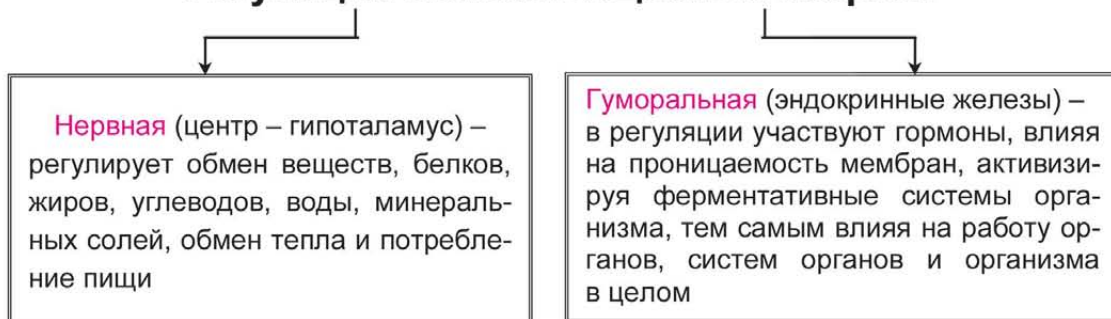 Нервная (центр – гипоталамус) –
регулирует обмен веществ, белков,
жиров, углеводов, воды, минераль-
ных солей, обмен тепла и потребле-
ние пищи
Гуморальная (эндокринные железы) –
в регуляции участвуют гормоны, влияя
на проницаемость мембран, активизи-
руя ферментативные системы орга-
низма, тем самым влияя на работу ор-
ганов, систем органов и организма
в целом